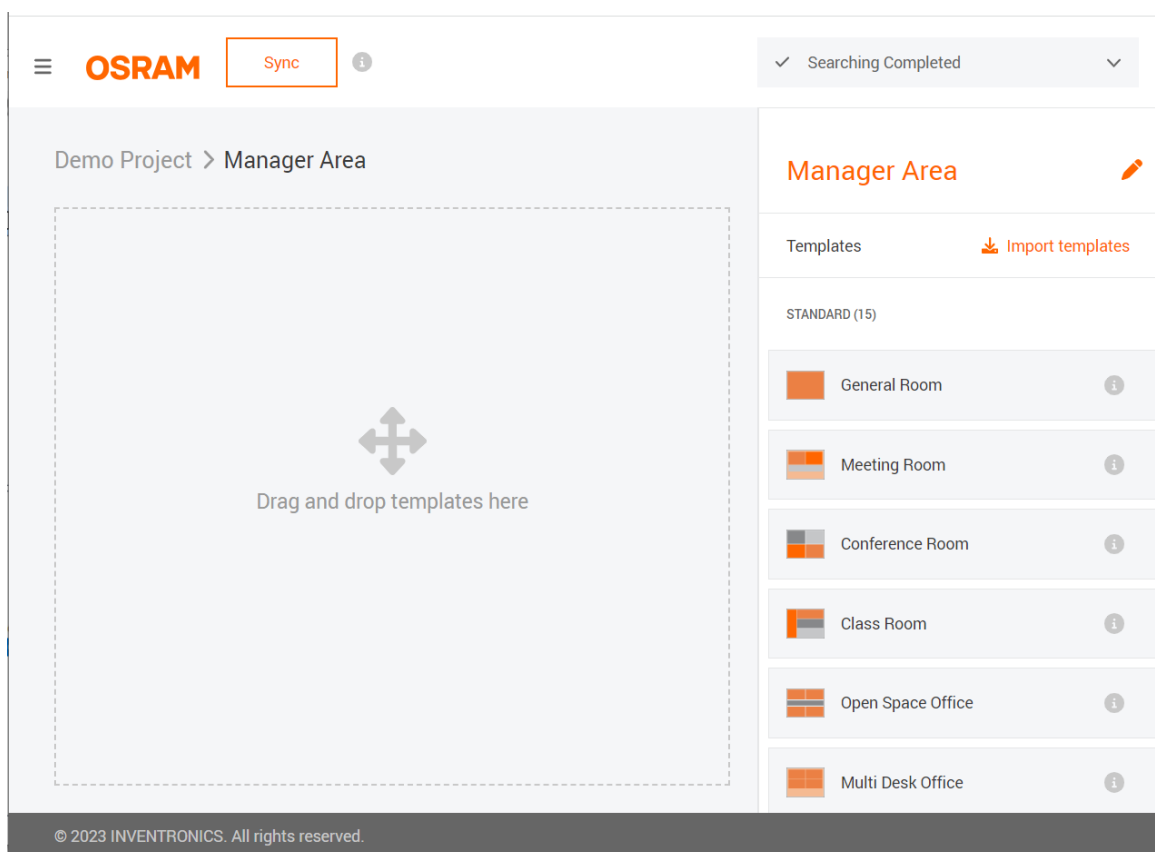 OSRAM
Sync
Searching Completed
Demo Project > Manager Area
Drag and drop templates here
Manager Area
Templates
Import templates
STANDARD (15)
General Room
Meeting Room
Conference Room
Class Room
Open Space Office
Multi Desk Office
© 2023 INVENTRONICS. All rights reserved.